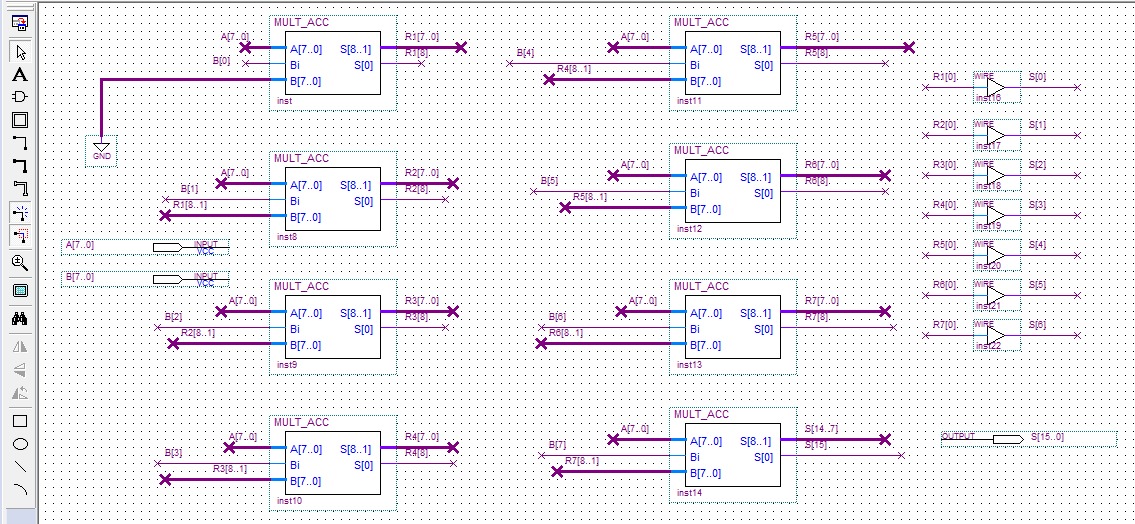 MULT_ACC
A[7..0]
B[0]
A[7..0]
Bi
B[7..0]
S[8..1]
S[0]
R1[7..0]
R1[8]
inst
GND
MULT_ACC
A[7..0]
B[1]
R1[8..1]
A[7..0]
Bi
B[7..0]
S[8..1]
S[0]
R2[7..0]
R2[8]
inst8
A[7..0]
INPUT
VCC
B[7..0]
INPUT
VCC
MULT_ACC
A[7..0]
B[2]
R2[8..1]
A[7..0]
Bi
B[7..0]
S[8..1]
S[0]
R3[7..0]
R3[8]
inst9
MULT_ACC
A[7..0]
B[3]
R3[8..1]
A[7..0]
Bi
B[7..0]
S[8..1]
S[0]
R4[7..0]
R4[8]
inst10
MULT_ACC
A[7..0]
B[4]
R4[8..1]
A[7..0]
Bi
B[7..0]
S[8..1]
S[0]
R5[7..0]
R5[8]
inst11
MULT_ACC
A[7..0]
B[5]
R5[8..1]
A[7..0]
Bi
B[7..0]
S[8..1]
S[0]
R6[7..0]
R6[8]
inst12
MULT_ACC
A[7..0]
B[6]
R6[8..1]
A[7..0]
Bi
B[7..0]
S[8..1]
S[0]
R7[7..0]
R7[8]
inst13
MULT_ACC
A[7..0]
B[7]
R7[8..1]
A[7..0]
Bi
B[7..0]
S[8..1]
S[0]
S[14..7]
S[15]
inst14
R1[0]
WIRE
S[0]
inst16
R2[0]
WIRE
S[1]
inst17
R3[0]
WIRE
S[2]
inst18
R4[0]
WIRE
S[3]
inst19
R5[0]
WIRE
S[4]
inst20
R6[0]
WIRE
S[5]
inst21
R7[0]
WIRE
S[6]
inst22
OUTPUT
S[15..0]